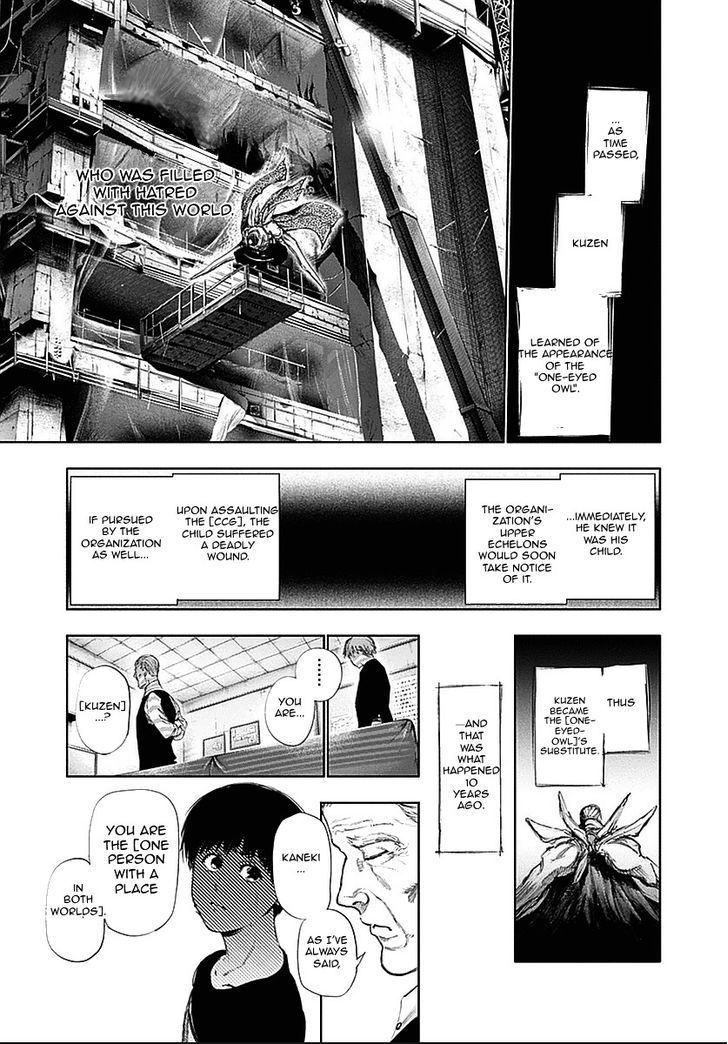 ...
AS
TIME
PASSED,
KUZEN
LEARNED OF
THE APPEARANCE
OF THE
"ONE-EYED
OWL".
WHO WAS FILLED
WITH HATRED
AGAINST THIS WORLD.
...IMMEDIATELY,
HE KNEW IT
WAS HIS
CHILD.
THE ORGANI-
ZATION'S
UPPER
ECHELONS
WOULD SOON
TAKE NOTICE
OF IT.
UPON ASSAULTING
THE [CCG], THE
CHILD SUFFERED
A DEADLY
WOUND.
IF PURSUED
BY THE
ORGANIZATION
AS WELL...
THUS
KUZEN
BECAME
THE [ONE-
EYED-
OWL]'S
SUBSTITUTE.
—AND
THAT
WAS
WHAT
HAPPENED
10
YEARS
AGO.
......
YOU
ARE...
[KUZEN]
...?
KANEKI
...
AS I'VE
ALWAYS
SAID,
YOU ARE
THE [ONE
PERSON
WITH A
PLACE
IN
BOTH
WORLDS].